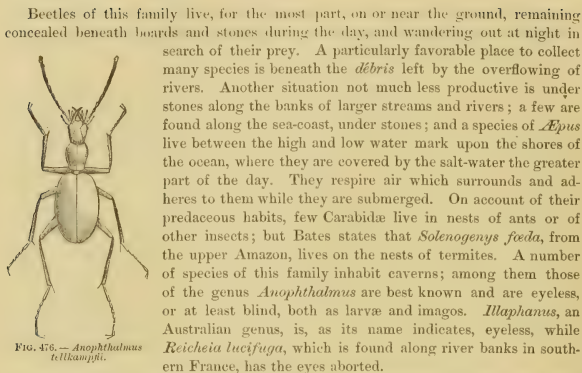 Beetles of this family live, for the most part, on or near the ground, remaining
concealed beneath boards and stones during the day, and wandering out at night in
search of their prey. A particularly favorable place to collect
many species is beneath the débris left by the overflowing of
rivers. Another situation not much less productive is under
stones along the banks of larger streams and rivers; a few are
found along the sea-coast, under stones; and a species of Æpus
live between the high and low water mark upon the shores of
the ocean, where they are covered by the salt-water the greater
part of the day. They respire air which surrounds and ad-
heres to them while they are submerged. On account of their
predaceous habits, few Carabidæ live in nests of ants or of
other insects; but Bates states that Solenogenys fœda, from
the upper Amazon, lives on the nests of termites. A number
of species of this family inhabit caverns; among them those
of the genus Anophthalmus are best known and are eyeless,
or at least blind, both as larvæ and imagos. Illaphanus, an
Australian genus, is, as its name indicates, eyeless, while
Reicheia lucifuga, which is found along river banks in south-
ern France, has the eyes aborted.
FIG. 476. — Anophthalmus
tellkampfii.